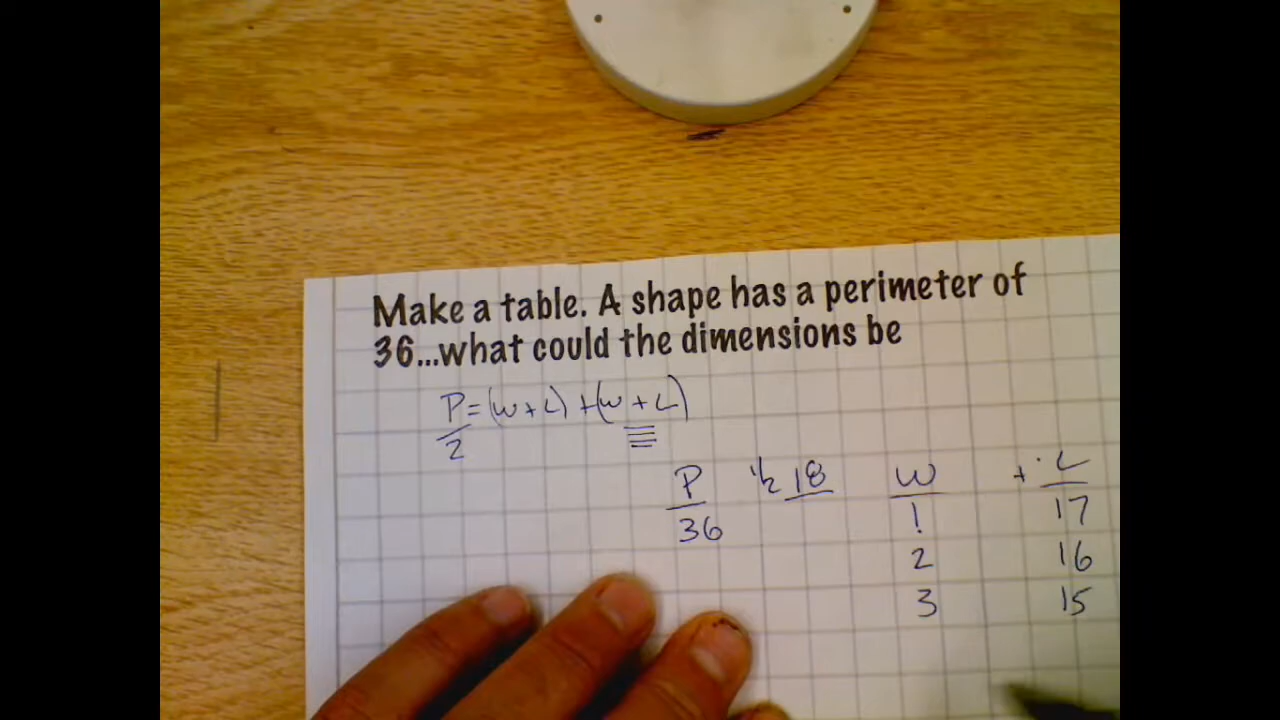 Make a table. A shape has a perimeter of
36...what could the dimensions be
P=(W+L)+(W+L)
2
P ½ 18 W + L
36 1 17
2 16
3 15